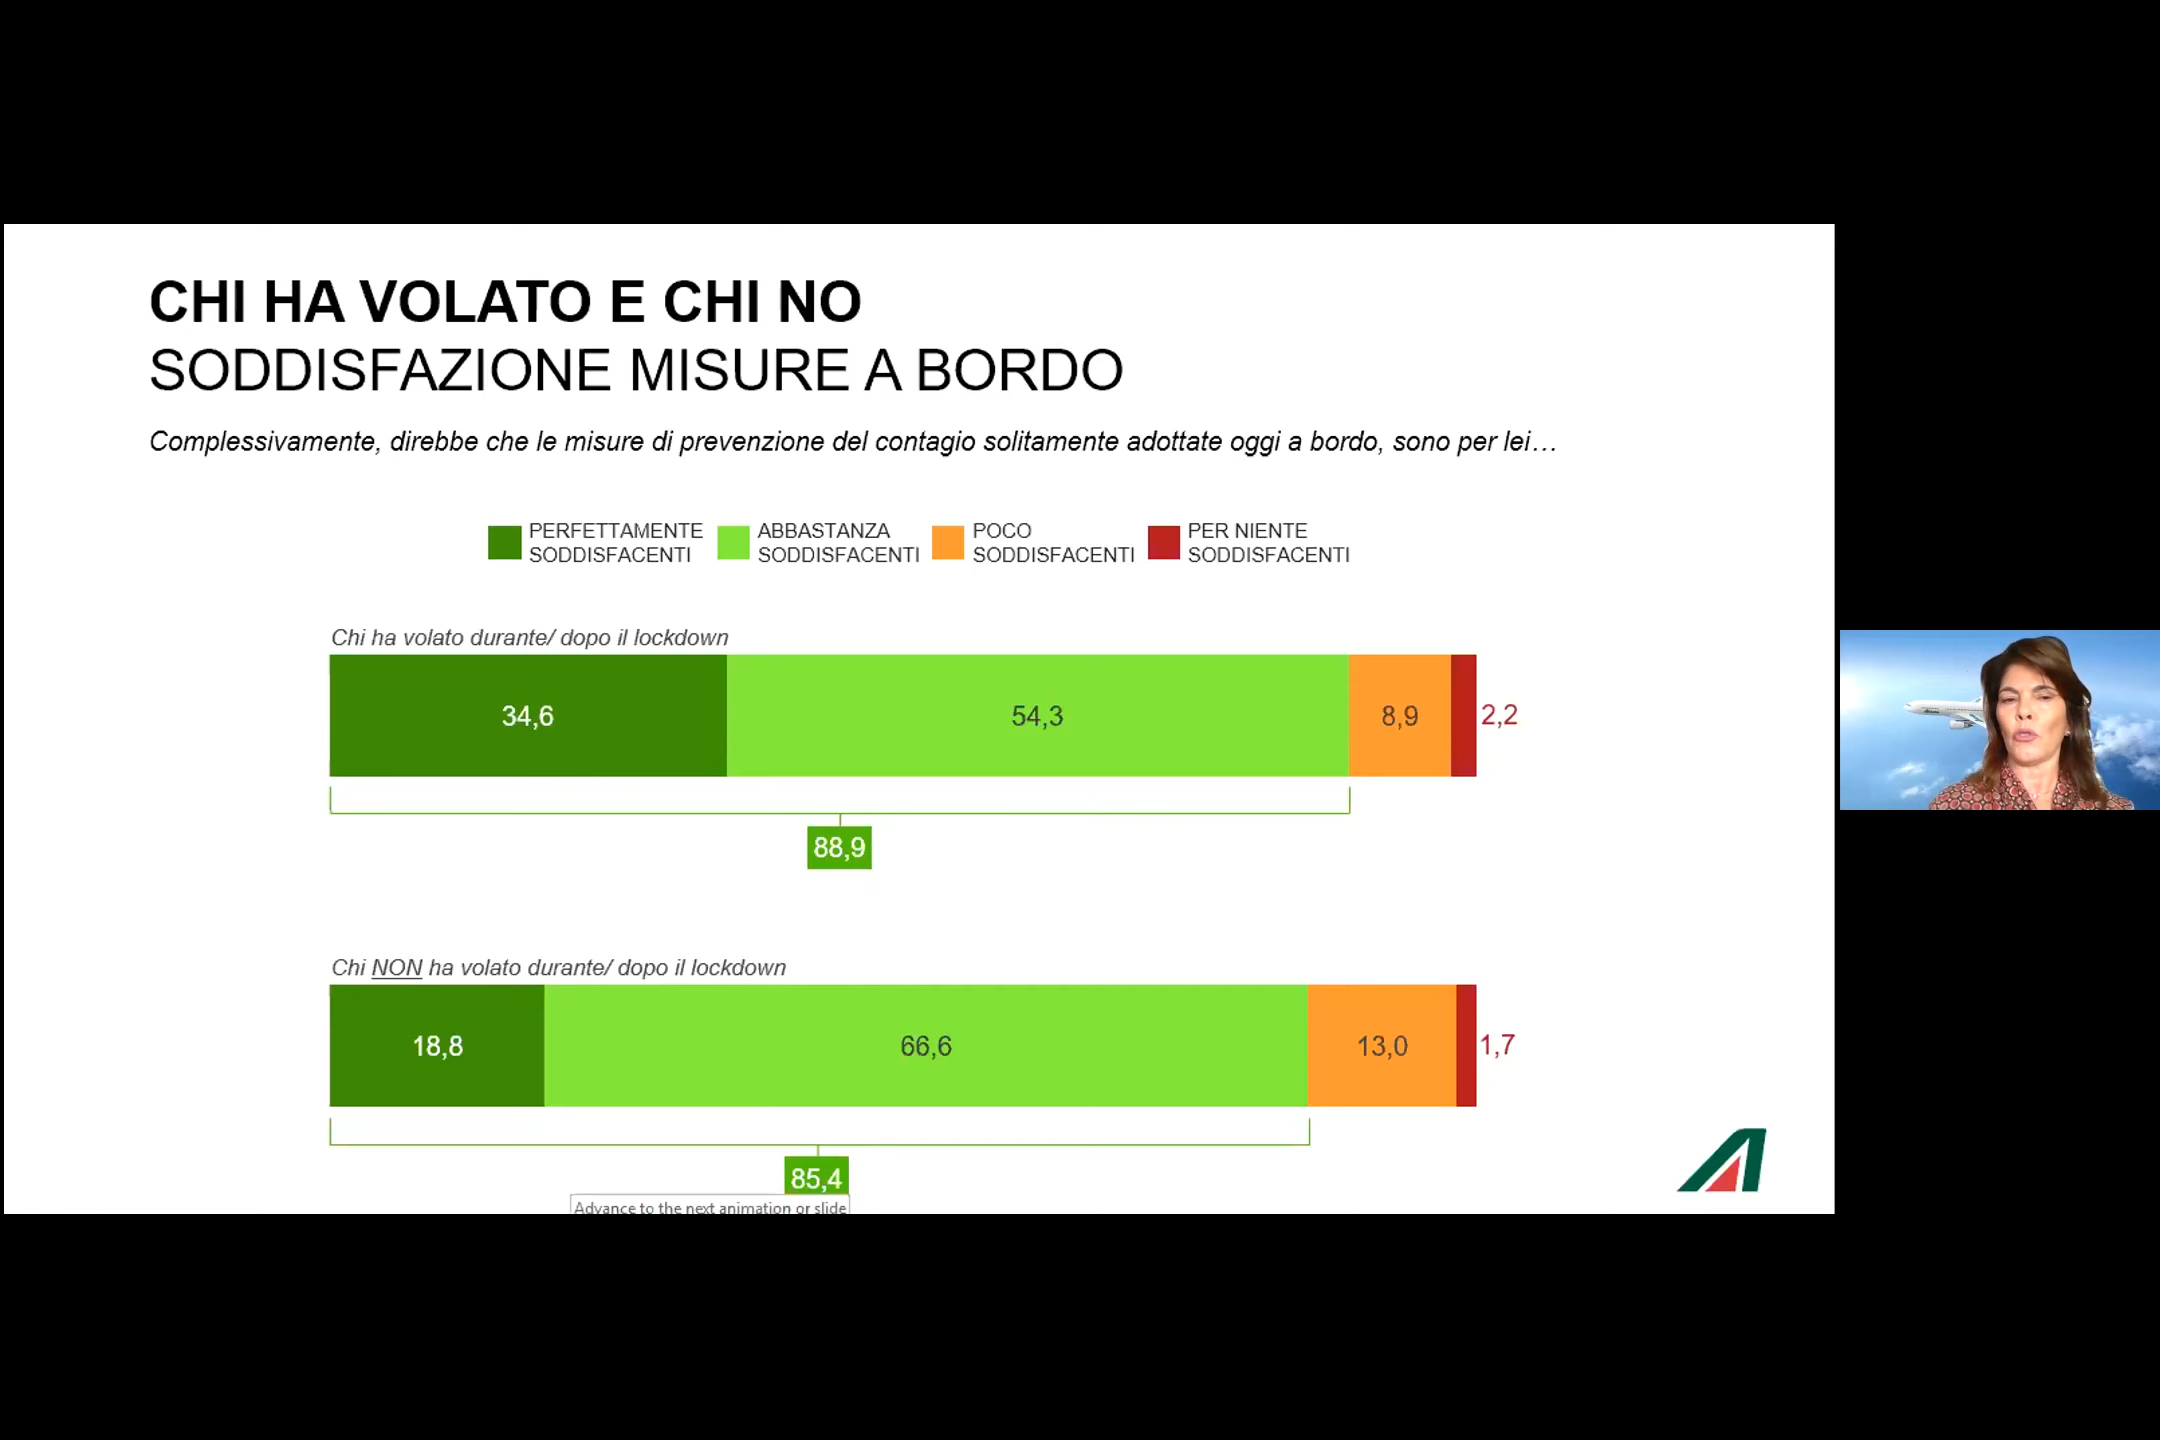 CHI HA VOLATO E CHI NO
SODDISFAZIONE MISURE A BORDO
Complessivamente, direbbe che le misure di prevenzione del contagio solitamente adottate oggi a bordo, sono per lei…
PERFETTAMENTE
SODDISFACENTI
ABBASTANZA
SODDISFACENTI
POCO
SODDISFACENTI
PER NIENTE
SODDISFACENTI
Chi ha volato durante/ dopo il lockdown
34,6
54,3
8,9
2,2
88,9
Chi NON ha volato durante/ dopo il lockdown
18,8
66,6
13,0
1,7
85,4
Advance to the next animation or slide